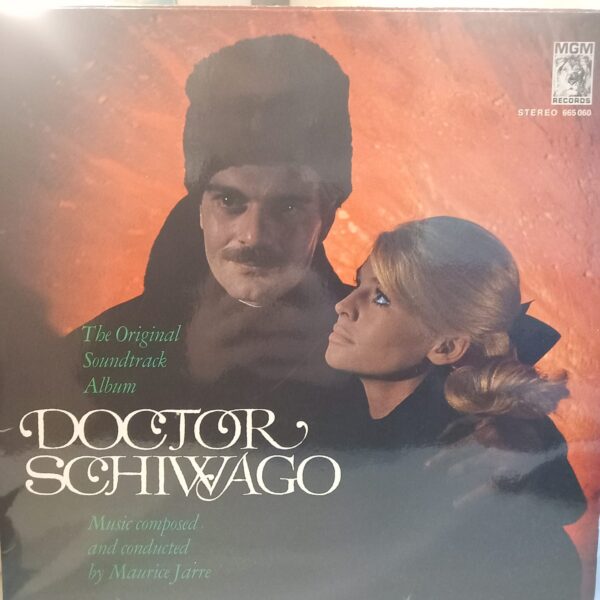 MGM
RECORDS
STEREO 665 060
The Original
Soundtrack
Album
DOCTOR
SCHIWAGO
Music composed
and conducted
by Maurice Jarre